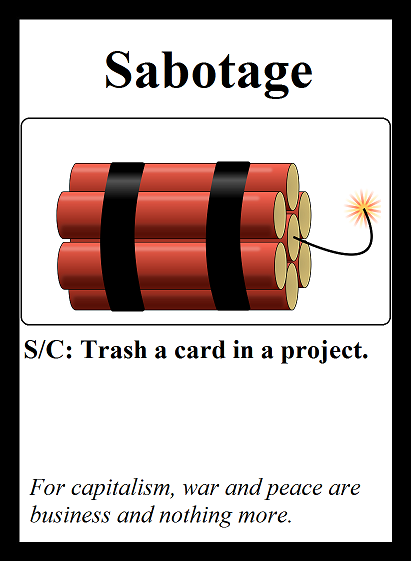 Sabotage
S/C: Trash a card in a project.
For capitalism, war and peace are
business and nothing more.